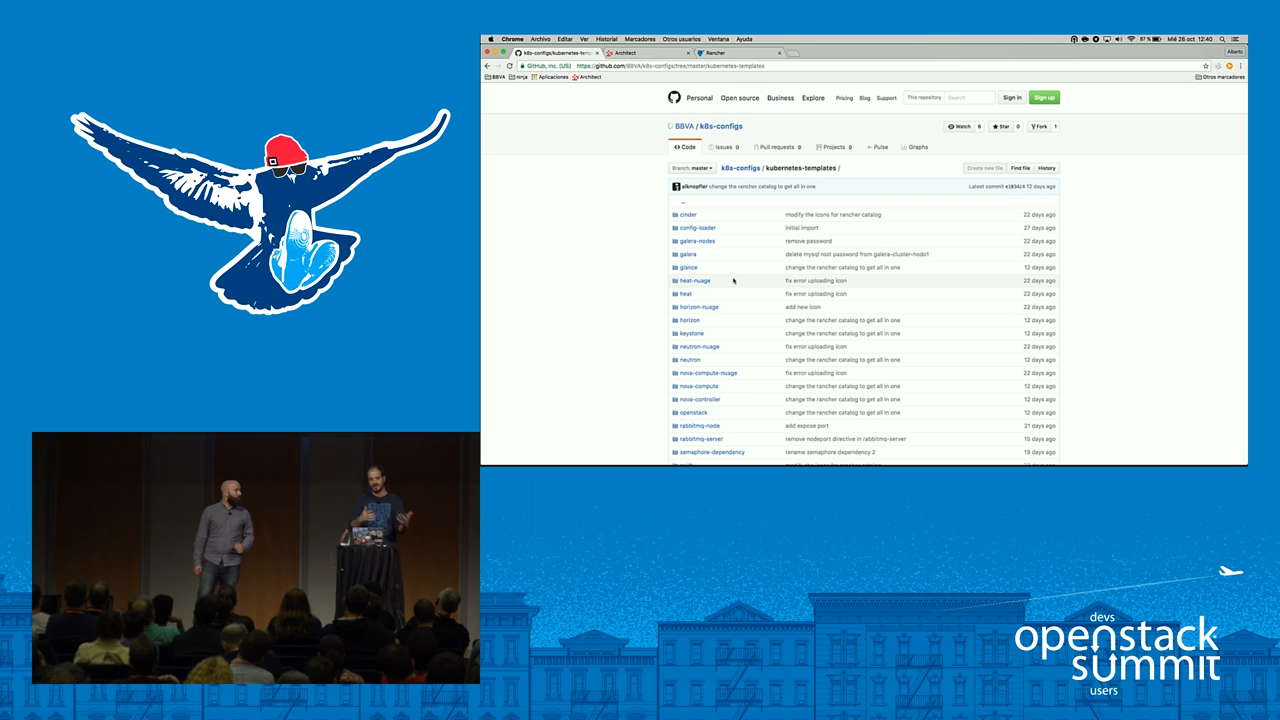 Chrome Archivo Editar Ver Historial Marcadores Otros usuarios Ventana Ayuda 87 % Mié 26 oct 12:40
k8s-configs/kubernetes-temp Architect Rancher Alberto
GitHub, Inc. [US] https://github.com/BBVA/k8s-configs/tree/master/kubernetes-templates
BBVA ninja Aplicaciones Architect Otros marcadores
Personal Open source Business Explore Pricing Blog Support This repository Search Sign in Sign up
BBVA / k8s-configs Watch 6 Star 0 Fork 1
Code Issues 0 Pull requests 0 Projects 0 Pulse Graphs
Branch: master k8s-configs / kubernetes-templates / Create new file Find file History
alknopfler change the rancher catalog to get all in one Latest commit e1834c4 12 days ago
..
cinder modify the icons for rancher catalog 22 days ago
config-loader initial import 27 days ago
galera-nodes remove password 22 days ago
galera delete mysql root password from galera-cluster-nodo1 22 days ago
glance change the rancher catalog to get all in one 12 days ago
heat-nuage fix error uploading icon 22 days ago
heat fix error uploading icon 22 days ago
horizon-nuage add new icon 22 days ago
horizon change the rancher catalog to get all in one 12 days ago
keystone change the rancher catalog to get all in one 12 days ago
neutron-nuage fix error uploading icon 22 days ago
neutron change the rancher catalog to get all in one 12 days ago
nova-compute-nuage fix error uploading icon 22 days ago
nova-compute change the rancher catalog to get all in one 12 days ago
nova-controller change the rancher catalog to get all in one 12 days ago
openstack change the rancher catalog to get all in one 12 days ago
rabbitmq-node add expose port 21 days ago
rabbitmq-server remove nodeport directive in rabbitmq-server 15 days ago
semaphore-dependency rename semaphore dependency 2 19 days ago
devs
openstack
summit
users